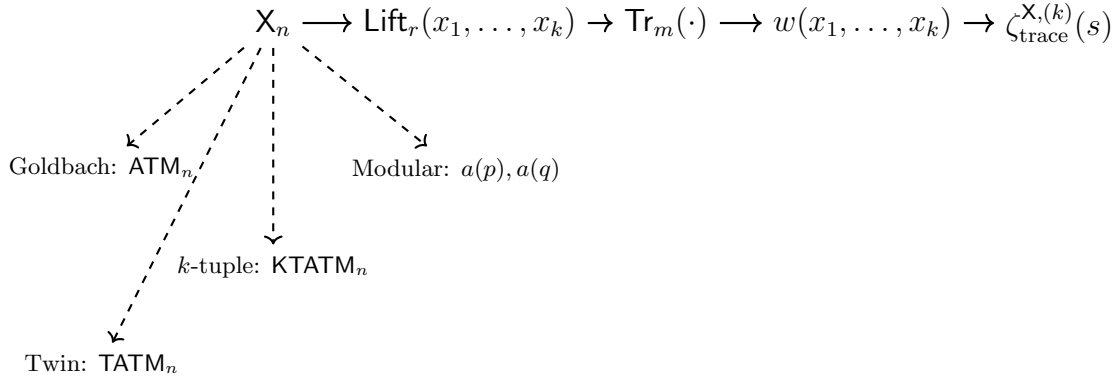 X_n ⟶ Lift_r(x_1, …, x_k) → Tr_m(·) ⟶ w(x_1, …, x_k) → ζ_trace^{X,(k)}(s)
Goldbach: ATM_n
Modular: a(p), a(q)
k-tuple: KTATM_n
Twin: TATM_n